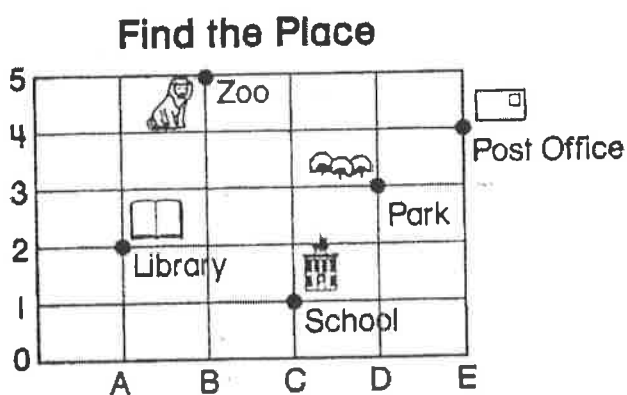 Find the Place
5
Zoo
4
Post Office
3
Park
2
Library
1
School
0
A B C D E